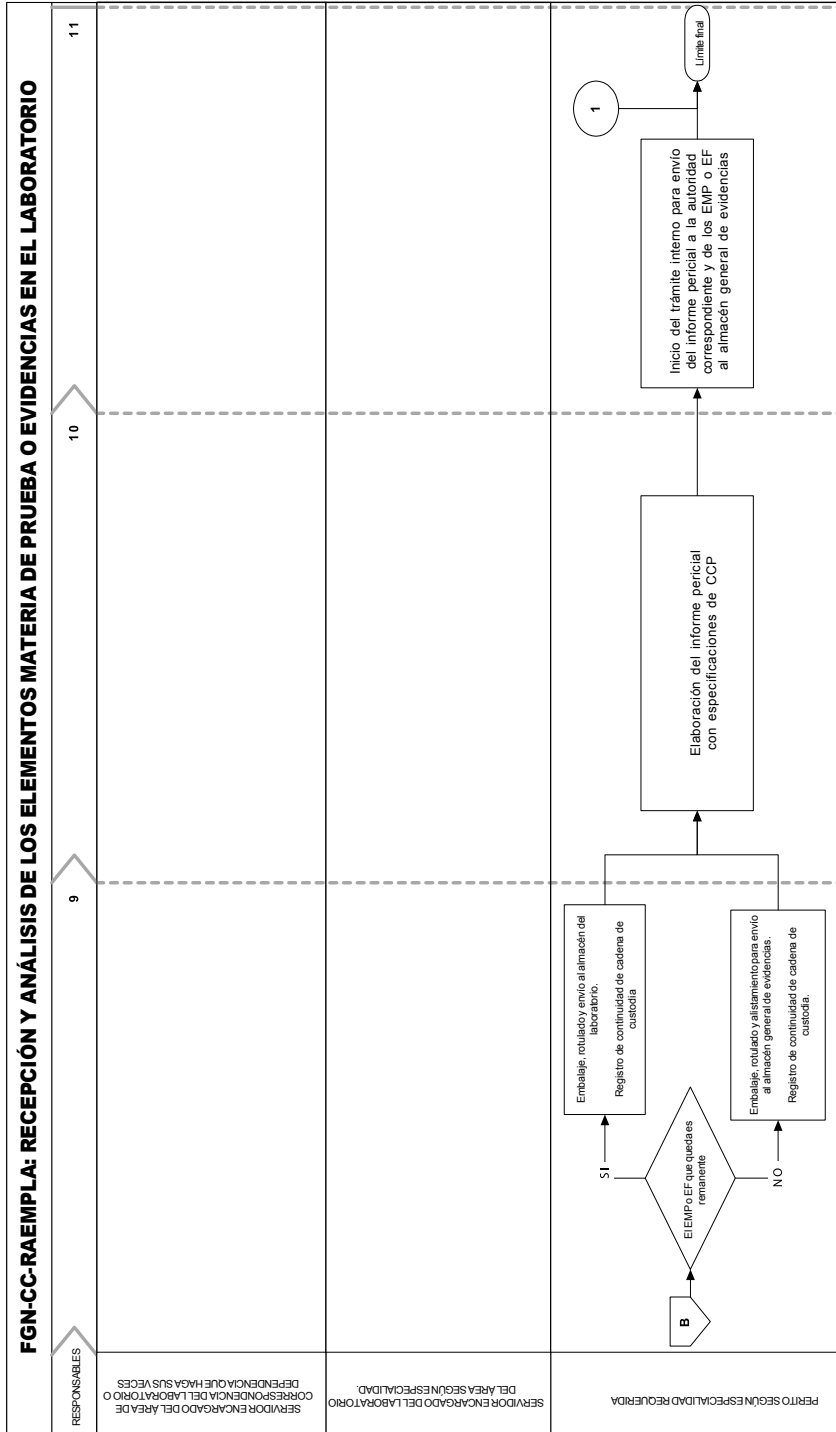 FGN-CC-RAEMPLA: RECEPCIÓN Y ANÁLISIS DE LOS ELEMENTOS MATERIA DE PRUEBA O EVIDENCIAS EN EL LABORATORIO
RESPONSABLES
9
10
11
SERVIDOR ENCARGADO DEL ÁREA DE
CORRESPONDENCIA DEL LABORATORIO O
DEPENDENCIA QUE HAGA SUS VECES
SERVIDOR ENCARGADO DEL LABORATORIO
DEL ÁREA SEGÚN ESPECIALIDAD.
PERITO SEGÚN ESPECIALIDAD REQUERIDA
B
El EMP o EF que queda es
remanente
SI
NO
Embalaje, rotulado y envío al almacén del
laboratorio.
Registro de continuidad de cadena de
custodia
Embalaje, rotulado y alistamiento para envío
al almacén general de evidencias.
Registro de continuidad de cadena de
custodia.
Elaboración del informe pericial
con especificaciones de CCP
Inicio del trámite interno para envío
del informe pericial a la autoridad
correspondiente y de los EMP o EF
al almacén general de evidencias
1
Límite final